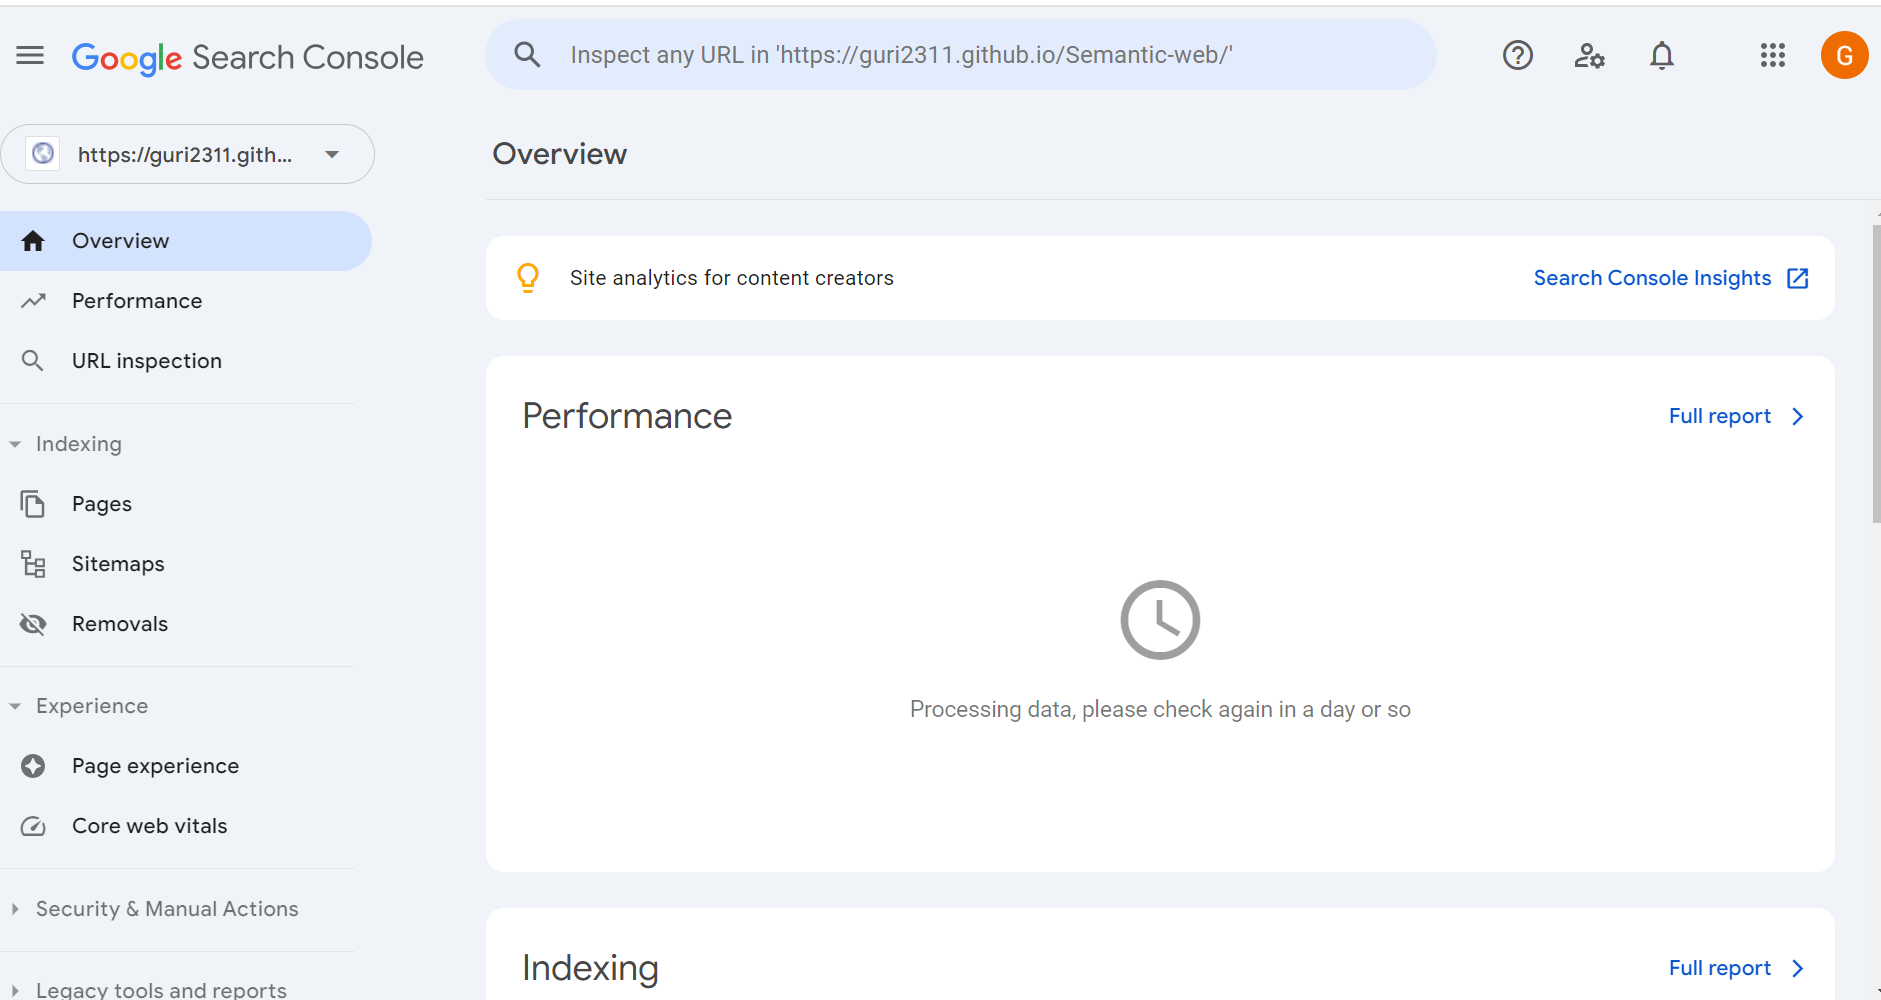 Google Search Console
Inspect any URL in 'https://guri2311.github.io/Semantic-web/'
G
https://guri2311.gith...
Overview
Performance
URL inspection
Indexing
Pages
Sitemaps
Removals
Experience
Page experience
Core web vitals
Security & Manual Actions
Legacy tools and reports
Overview
Site analytics for content creators
Search Console Insights
Performance
Full report
Processing data, please check again in a day or so
Indexing
Full report